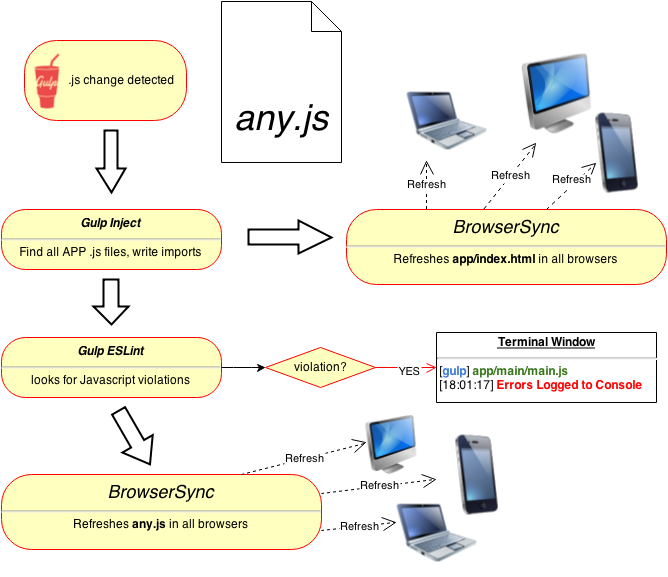 Gulp
.js change detected
any.js
Refresh
Refresh
Refresh
Gulp Inject
Find all APP .js files, write imports
BrowserSync
Refreshes app/index.html in all browsers
Gulp ESLint
looks for Javascript violations
violation?
YES
Terminal Window
[gulp] app/main/main.js
[18:01:17] Errors Logged to Console
BrowserSync
Refreshes any.js in all browsers
Refresh
Refresh
Refresh